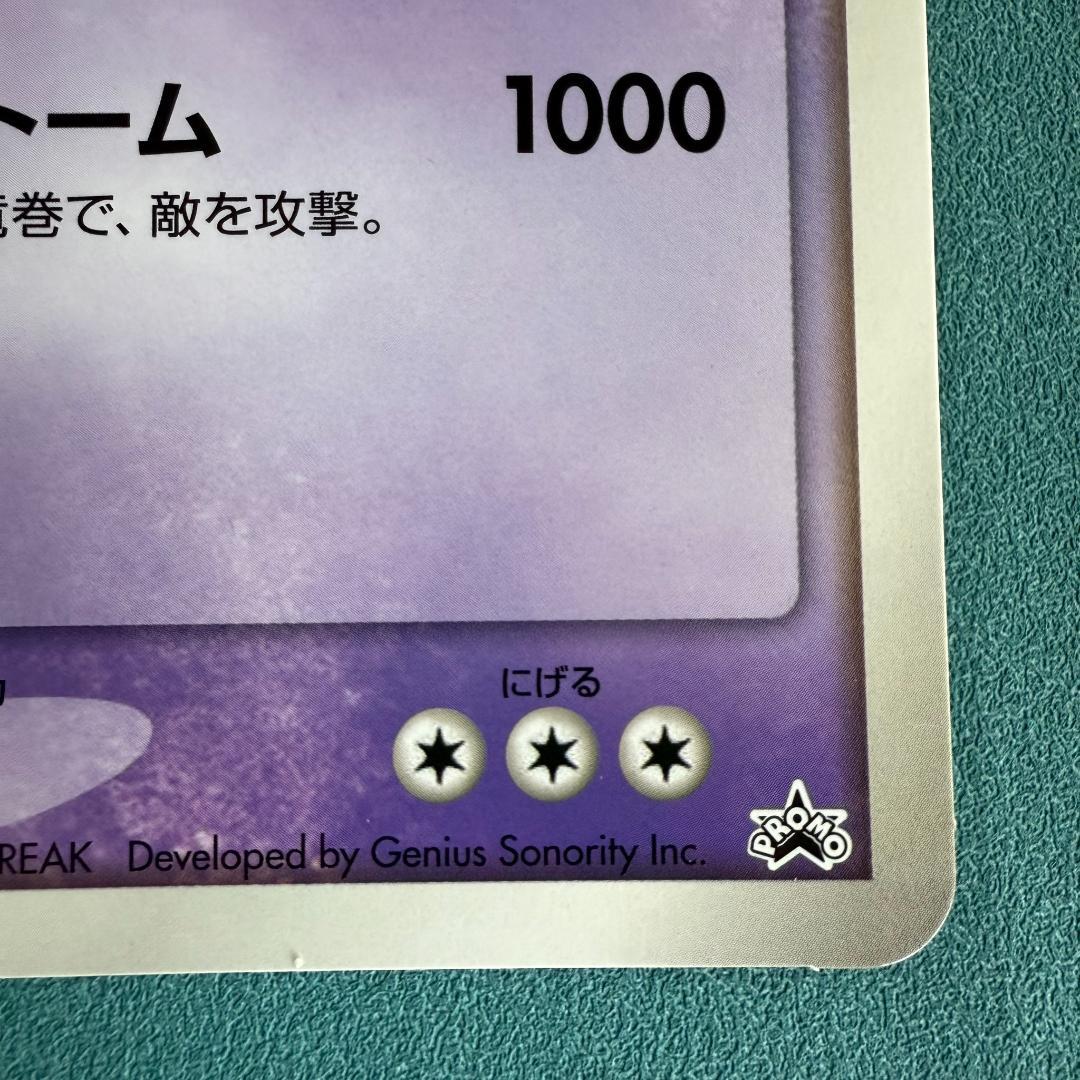 トーム 1000
巻で、敵を攻撃。
にげる
REAK Developed by Genius Sonority Inc.
PROMO